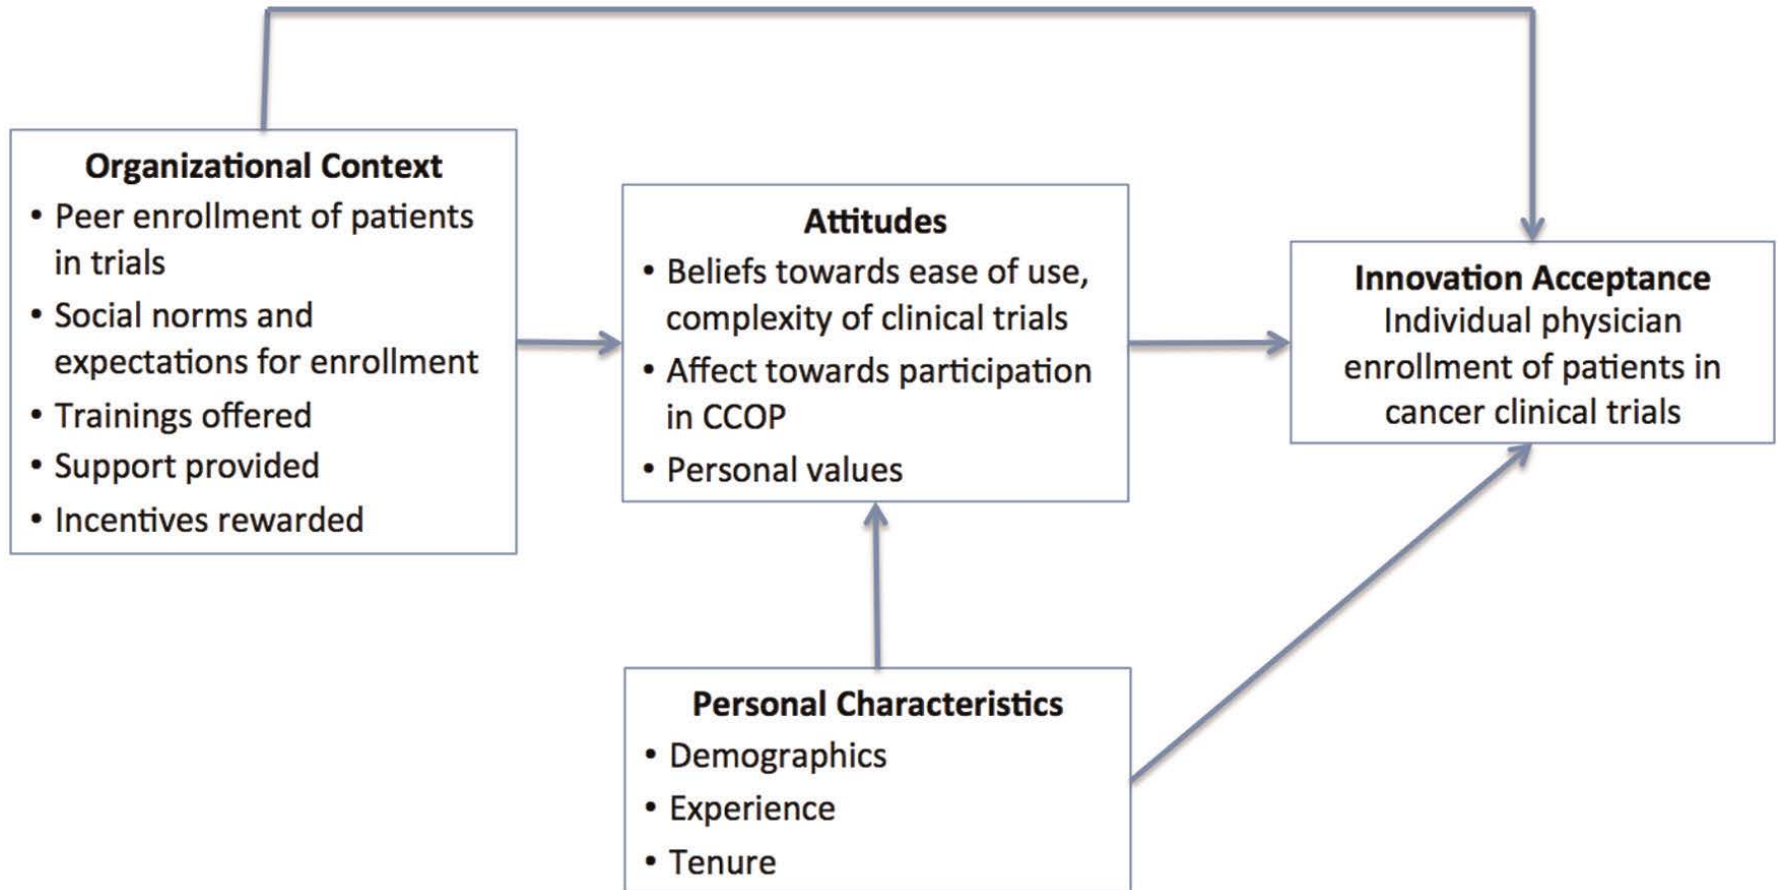 Organizational Context
• Peer enrollment of patients
in trials
• Social norms and
expectations for enrollment
• Trainings offered
• Support provided
• Incentives rewarded
Attitudes
• Beliefs towards ease of use,
complexity of clinical trials
• Affect towards participation
in CCOP
• Personal values
Innovation Acceptance
Individual physician
enrollment of patients in
cancer clinical trials
Personal Characteristics
• Demographics
• Experience
• Tenure